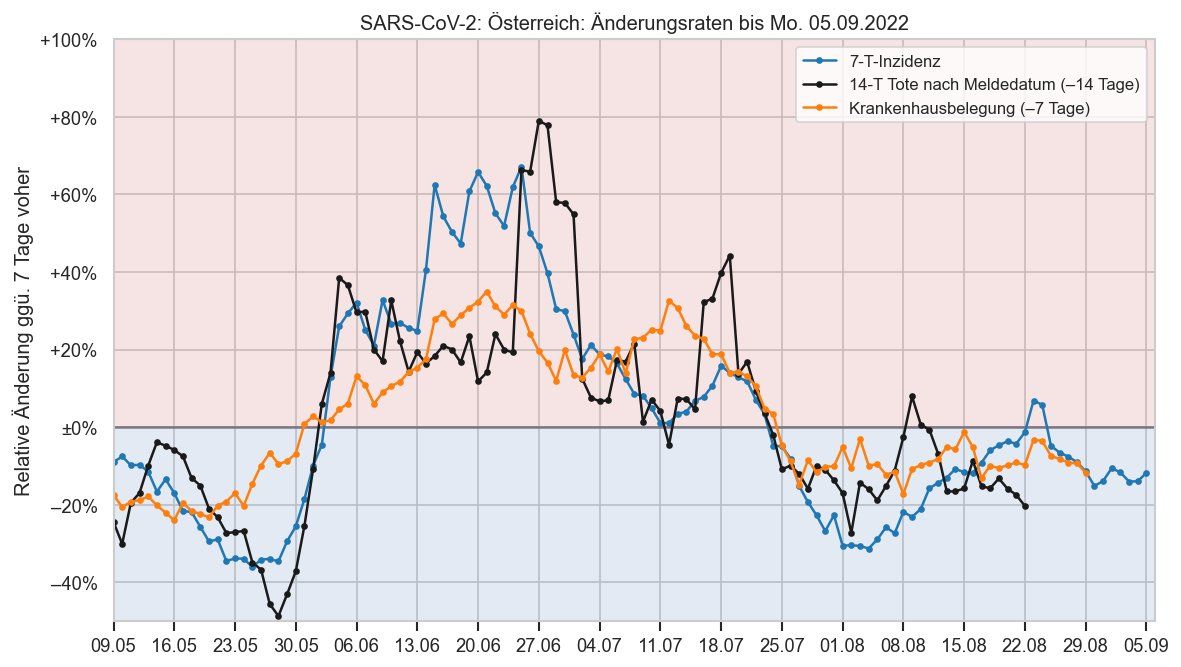 SARS-CoV-2: Österreich: Änderungsraten bis Mo. 05.09.2022
Relative Änderung ggü. 7 Tage voher
+100%
+80%
+60%
+40%
+20%
±0%
−20%
−40%
7-T-Inzidenz
14-T Tote nach Meldedatum (−14 Tage)
Krankenhausbelegung (−7 Tage)
09.05 16.05 23.05 30.05 06.06 13.06 20.06 27.06 04.07 11.07 18.07 25.07 01.08 08.08 15.08 22.08 29.08 05.09